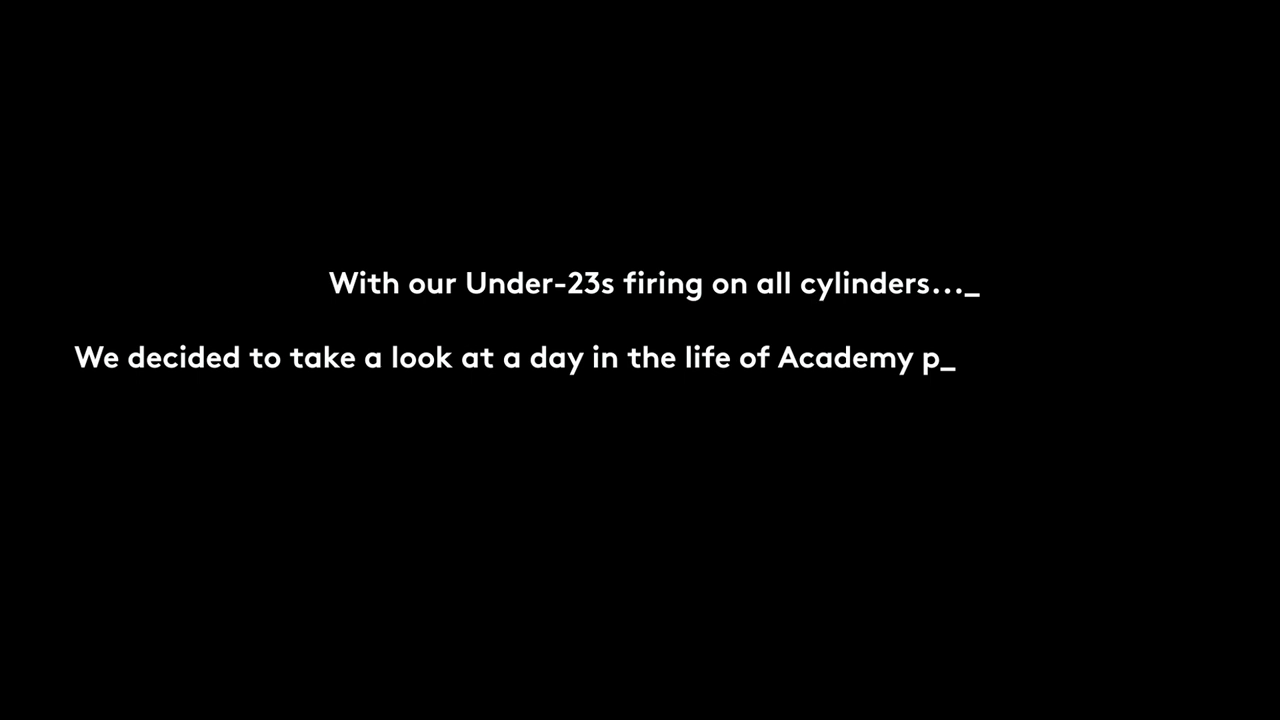 With our Under-23s firing on all cylinders..._
We decided to take a look at a day in the life of Academy p_